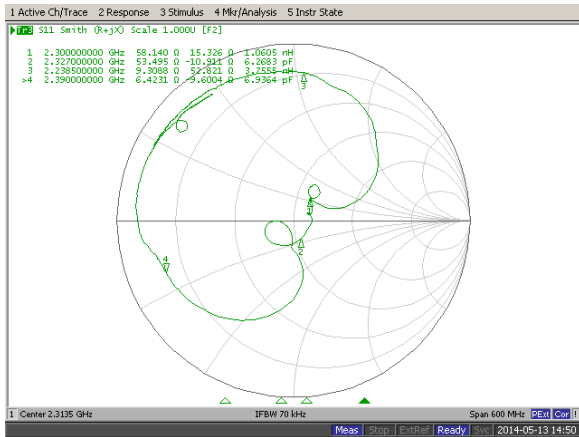 1 Active Ch/Trace 2 Response 3 Stimulus 4 Mkr/Analysis 5 Instr State
Tr3 S11 Smith (R+jX) Scale 1.000U [F2]
1 2.300000000 GHz 58.140 Ω 15.326 Ω 1.0605 nH
2 2.327000000 GHz 53.495 Ω -10.911 Ω 6.2683 pF
3 2.238500000 GHz 9.3088 Ω 52.821 Ω 3.7555 nH
>4 2.390000000 GHz 6.4231 Ω -9.6004 Ω 6.9364 pF
3
1
2
4
1 Center 2.3135 GHz IFBW 70 kHz Span 600 MHz PExt Cor !
Meas Stop ExtRef Ready Svc 2014-05-13 14:50